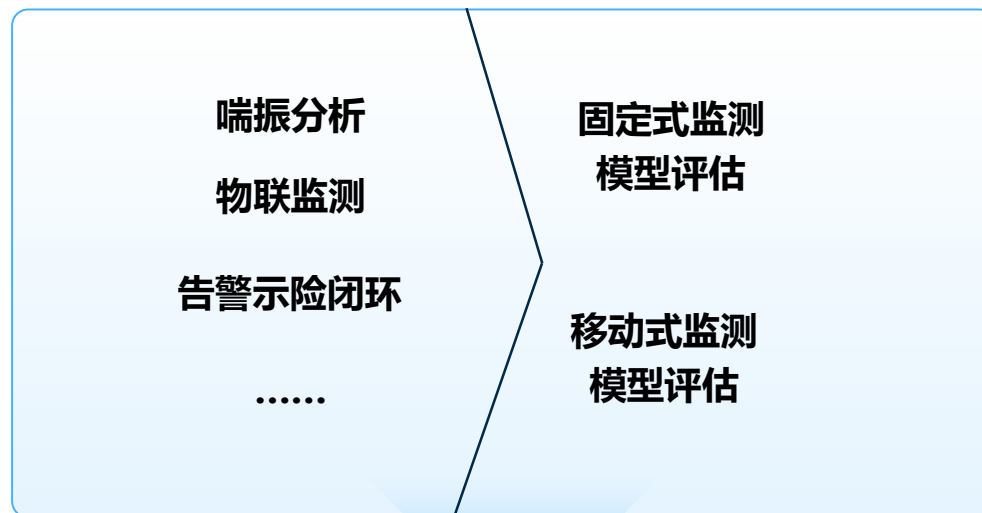 喘振分析
物联监测
告警示险闭环
……
固定式监测
模型评估
移动式监测
模型评估